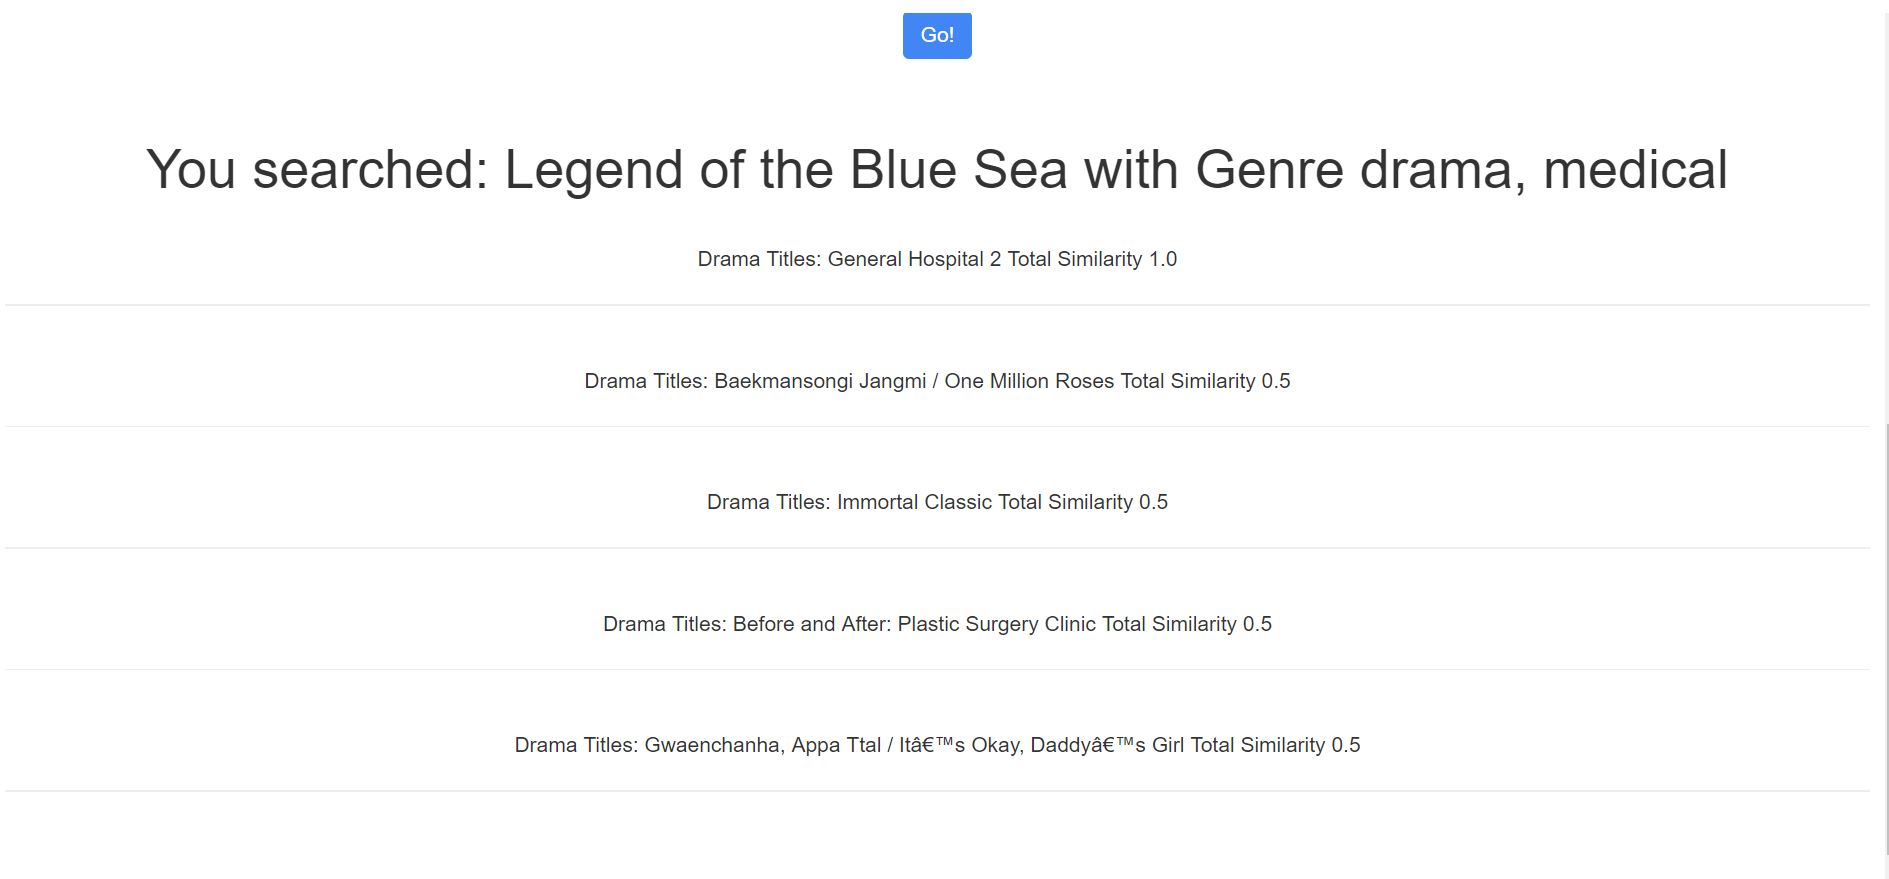 Go!
You searched: Legend of the Blue Sea with Genre drama, medical
Drama Titles: General Hospital 2 Total Similarity 1.0
Drama Titles: Baekmansongi Jangmi / One Million Roses Total Similarity 0.5
Drama Titles: Immortal Classic Total Similarity 0.5
Drama Titles: Before and After: Plastic Surgery Clinic Total Similarity 0.5
Drama Titles: Gwaenchanha, Appa Ttal / Itâ€™s Okay, Daddyâ€™s Girl Total Similarity 0.5